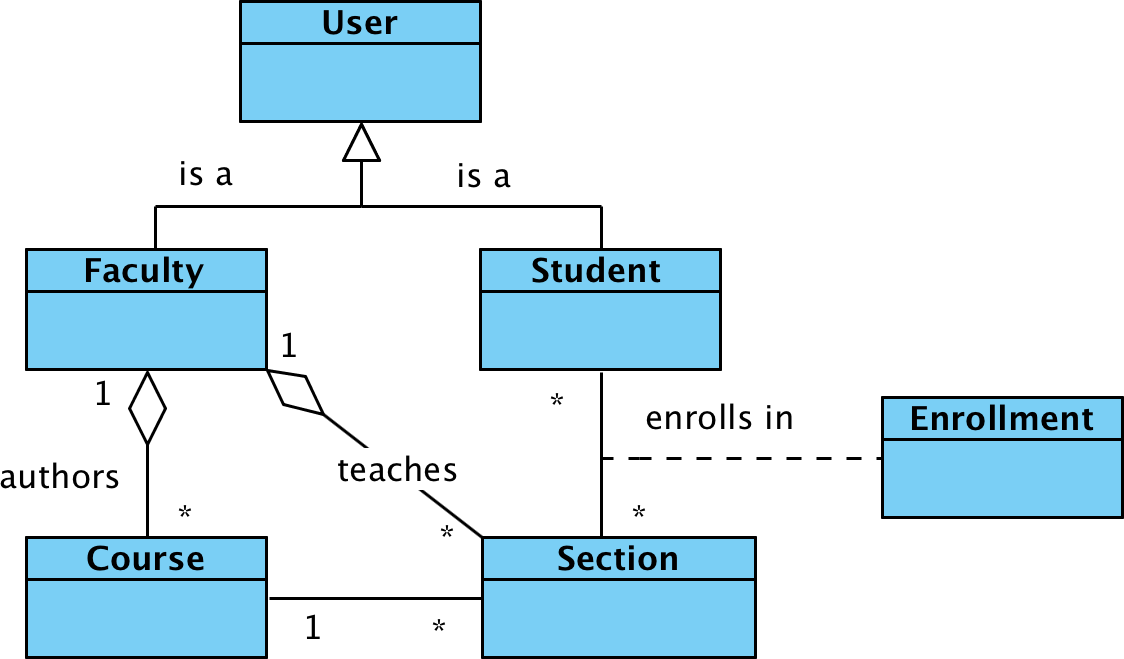 User
is a
is a
Faculty
Student
1
1
*
enrolls in
Enrollment
authors
teaches
*
*
*
Course
Section
1
*